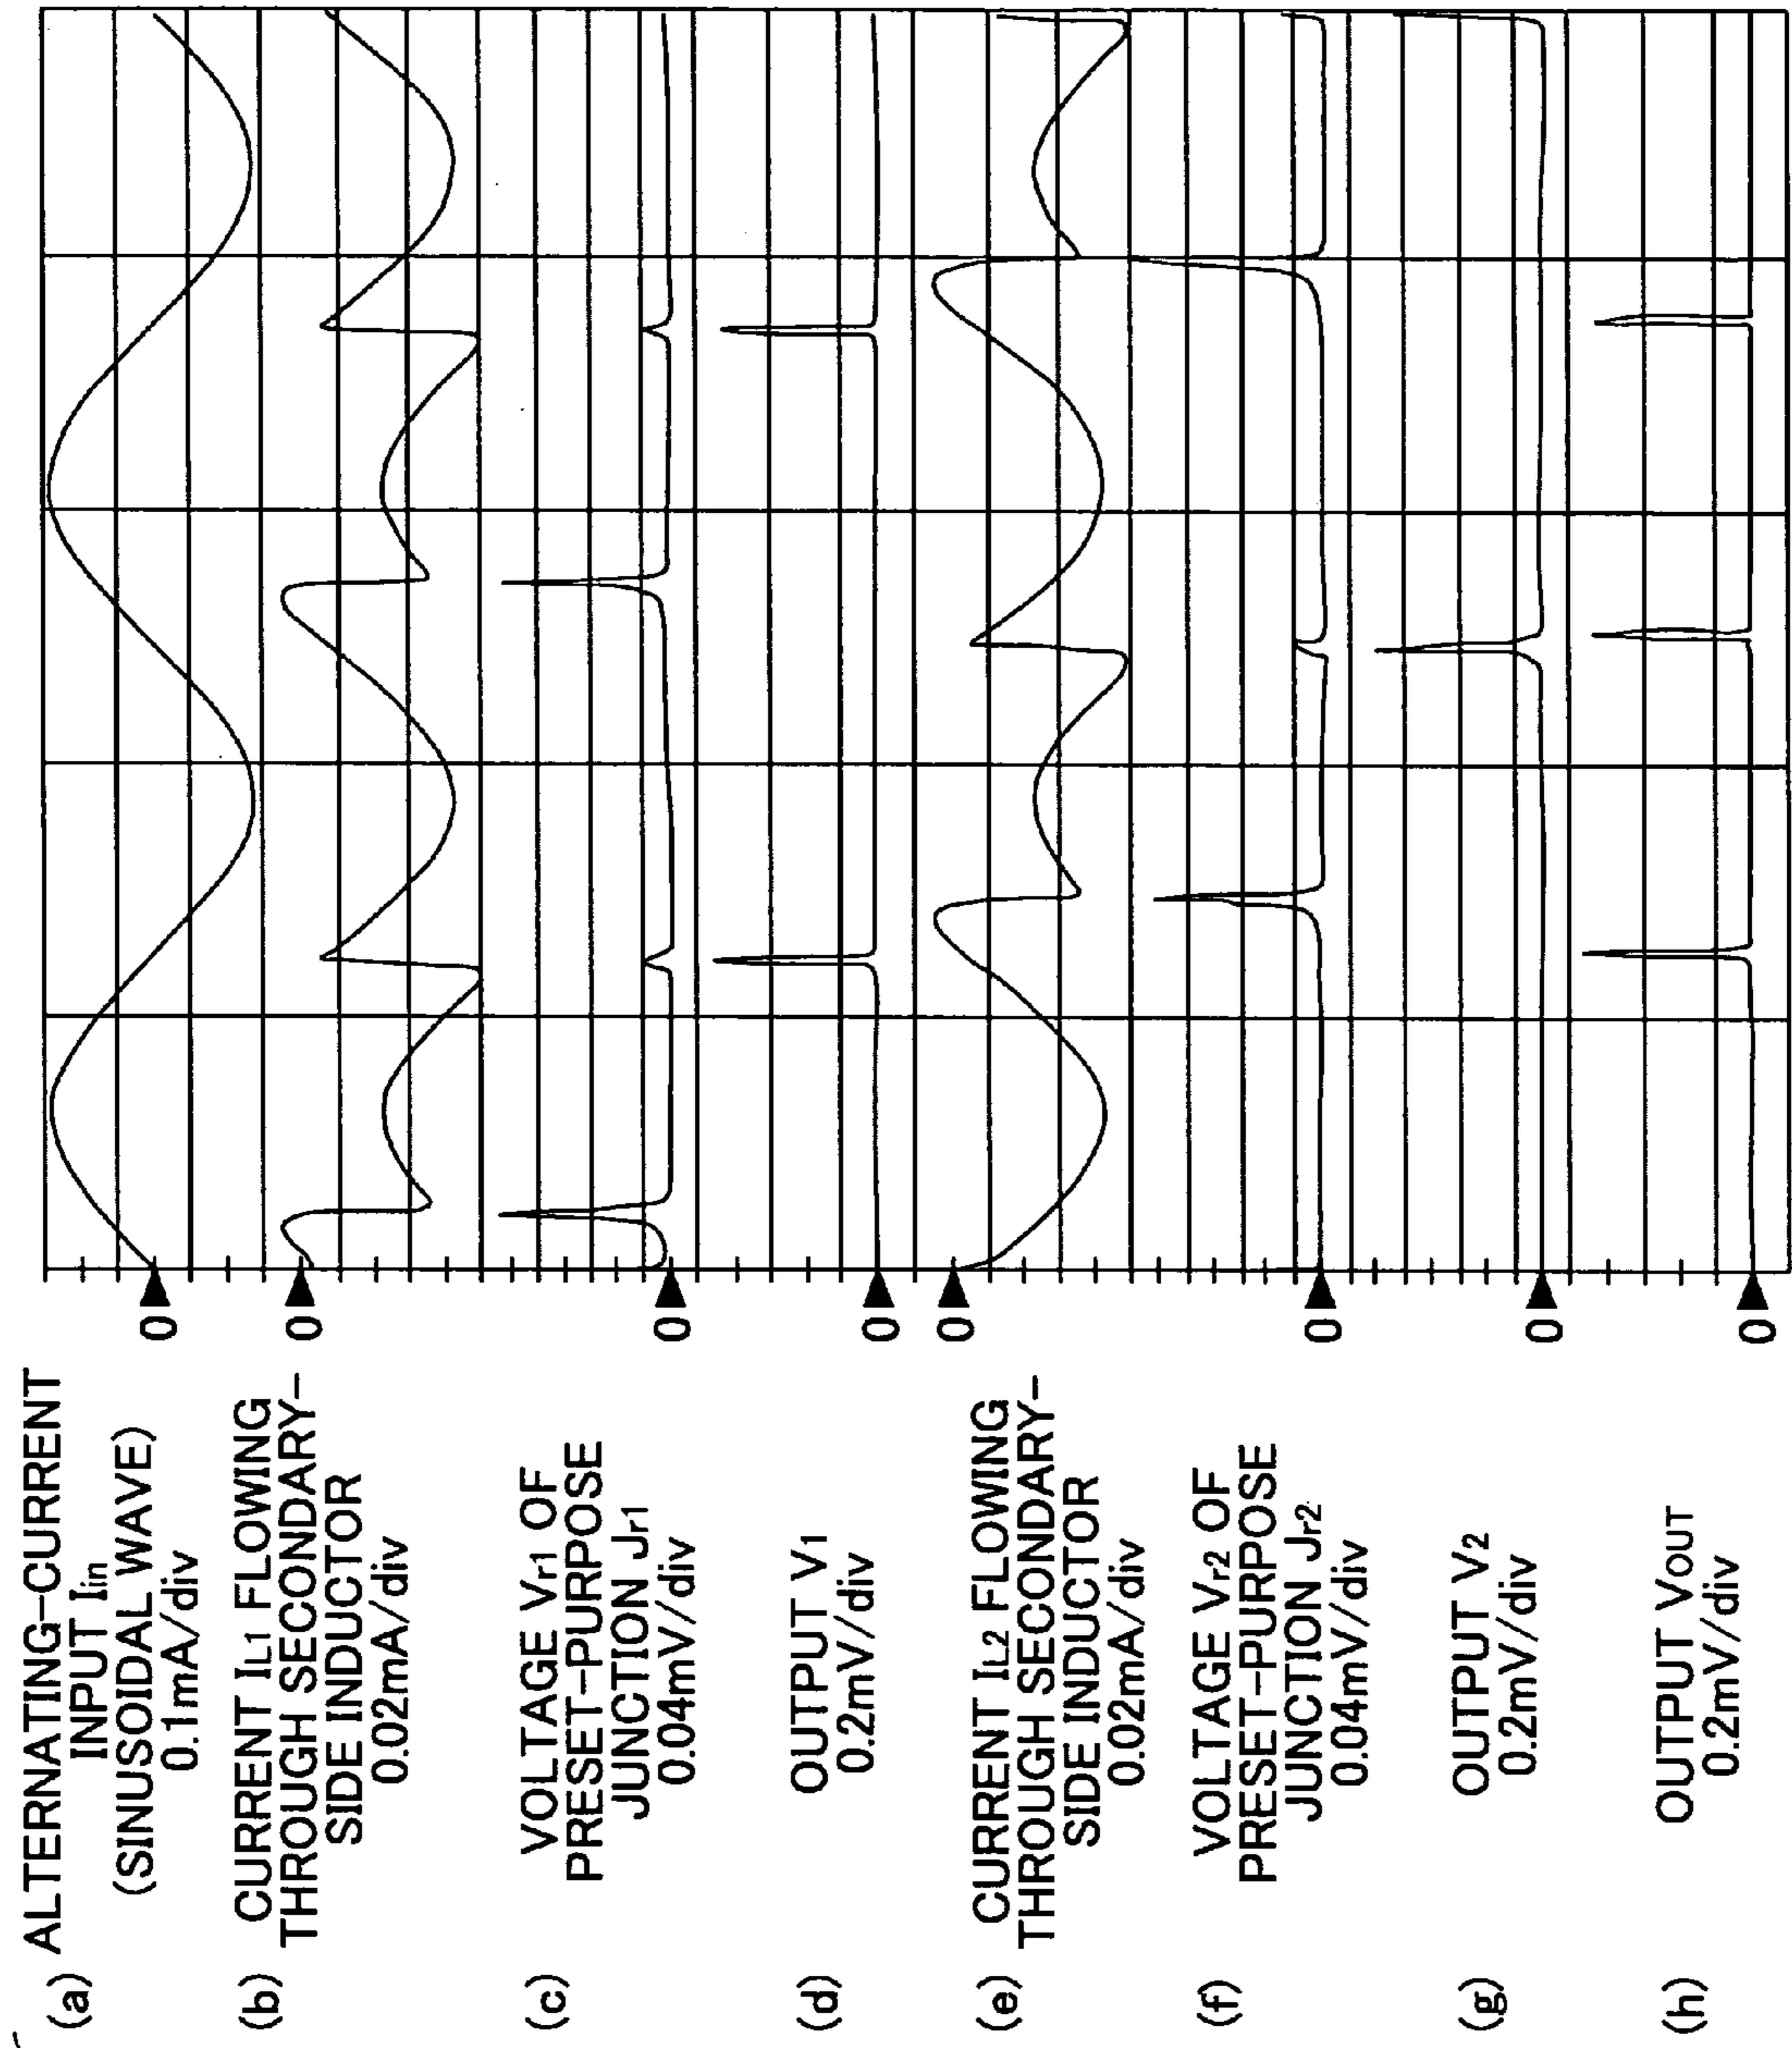 (a) ALTERNATING-CURRENT
INPUT Iin
(SINUSOIDAL WAVE)
0.1mA/div
(b) CURRENT IL1 FLOWING
THROUGH SECONDARY-
SIDE INDUCTOR
0.02mA/div
(c) VOLTAGE Vr1 OF
PRESET-PURPOSE
JUNCTION Jr1
0.04mV/div
(d) OUTPUT V1
0.2mV/div
(e) CURRENT IL2 FLOWING
THROUGH SECONDARY-
SIDE INDUCTOR
0.02mA/div
(f) VOLTAGE Vr2 OF
PRESET-PURPOSE
JUNCTION Jr2
0.04mV/div
(g) OUTPUT V2
0.2mV/div
(h) OUTPUT VOUT
0.2mV/div
0
0
0
0
0
0
0
0